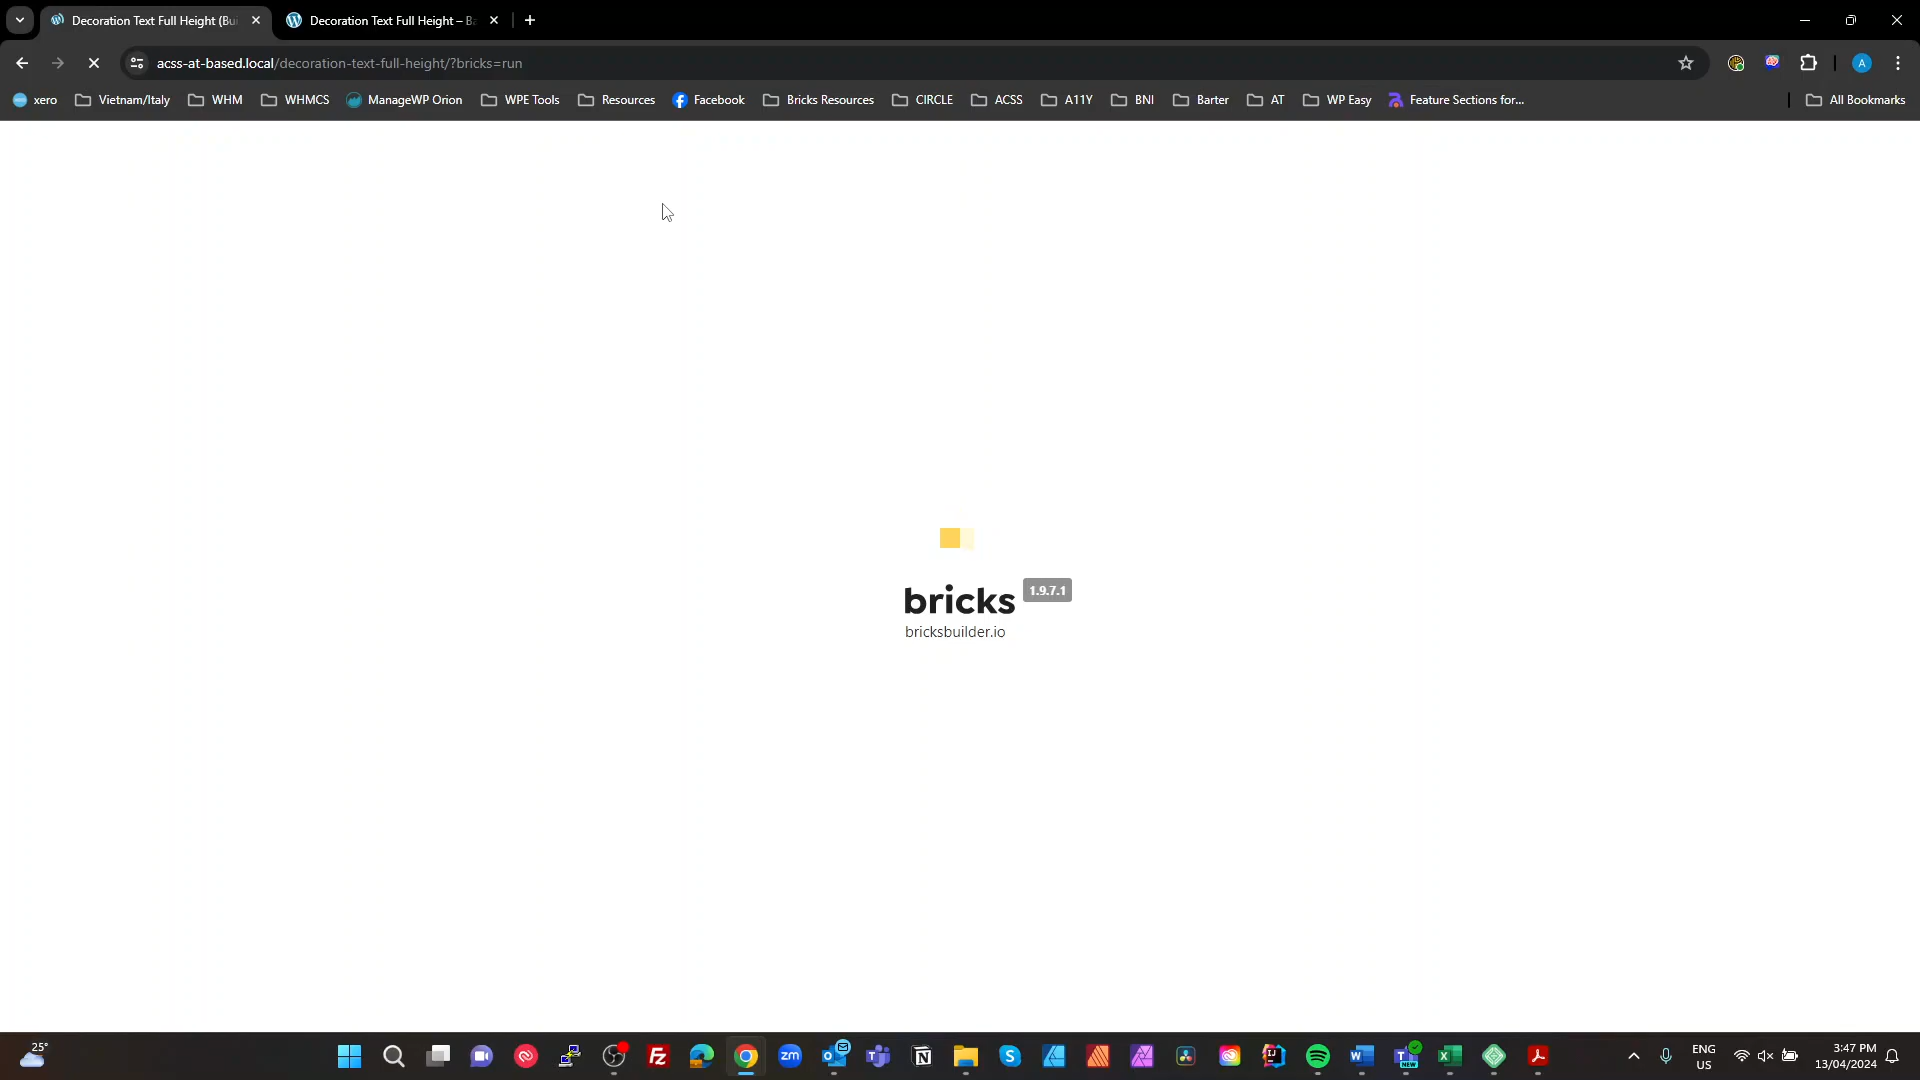 Decoration Text Full Height (Bu
Decoration Text Full Height – Ba
acss-at-based.local/decoration-text-full-height/?bricks=run
xero
Vietnam/Italy
WHM
WHMCS
ManageWP Orion
WPE Tools
Resources
Facebook
Bricks Resources
CIRCLE
ACSS
A11Y
BNI
Barter
AT
WP Easy
Feature Sections for...
All Bookmarks
A
bricks
1.9.7.1
bricksbuilder.io
25°
zm
ENG
US
3:47 PM
13/04/2024
NEW